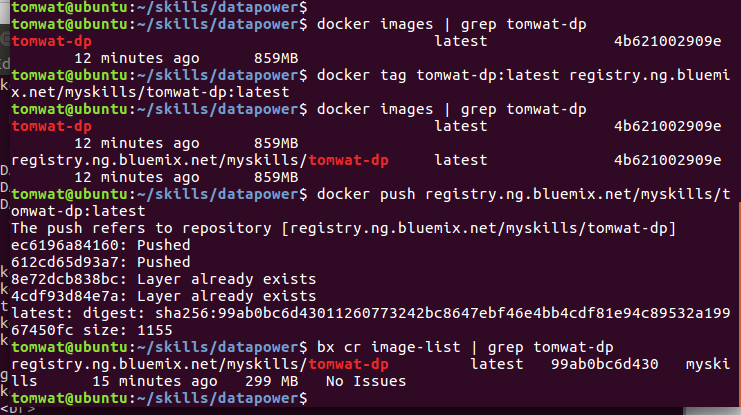 tomwat@ubuntu:~/skills/datapower$
tomwat@ubuntu:~/skills/datapower$ docker images | grep tomwat-dp
tomwat-dp latest 4b621002909e
12 minutes ago 859MB
tomwat@ubuntu:~/skills/datapower$ docker tag tomwat-dp:latest registry.ng.bluemi
x.net/myskills/tomwat-dp:latest
tomwat@ubuntu:~/skills/datapower$ docker images | grep tomwat-dp
tomwat-dp latest 4b621002909e
12 minutes ago 859MB
registry.ng.bluemix.net/myskills/tomwat-dp latest 4b621002909e
12 minutes ago 859MB
tomwat@ubuntu:~/skills/datapower$ docker push registry.ng.bluemix.net/myskills/t
omwat-dp:latest
The push refers to repository [registry.ng.bluemix.net/myskills/tomwat-dp]
ec6196a84160: Pushed
612cd65d93a7: Pushed
8e72dcb838bc: Layer already exists
4cdf93d84e7a: Layer already exists
latest: digest: sha256:99ab0bc6d43011260773242bc8647ebf46e4bb4cdf81e94c89532a199
67450fc size: 1155
tomwat@ubuntu:~/skills/datapower$ bx cr image-list | grep tomwat-dp
registry.ng.bluemix.net/myskills/tomwat-dp latest 99ab0bc6d430 myski
lls 15 minutes ago 299 MB No Issues
tomwat@ubuntu:~/skills/datapower$